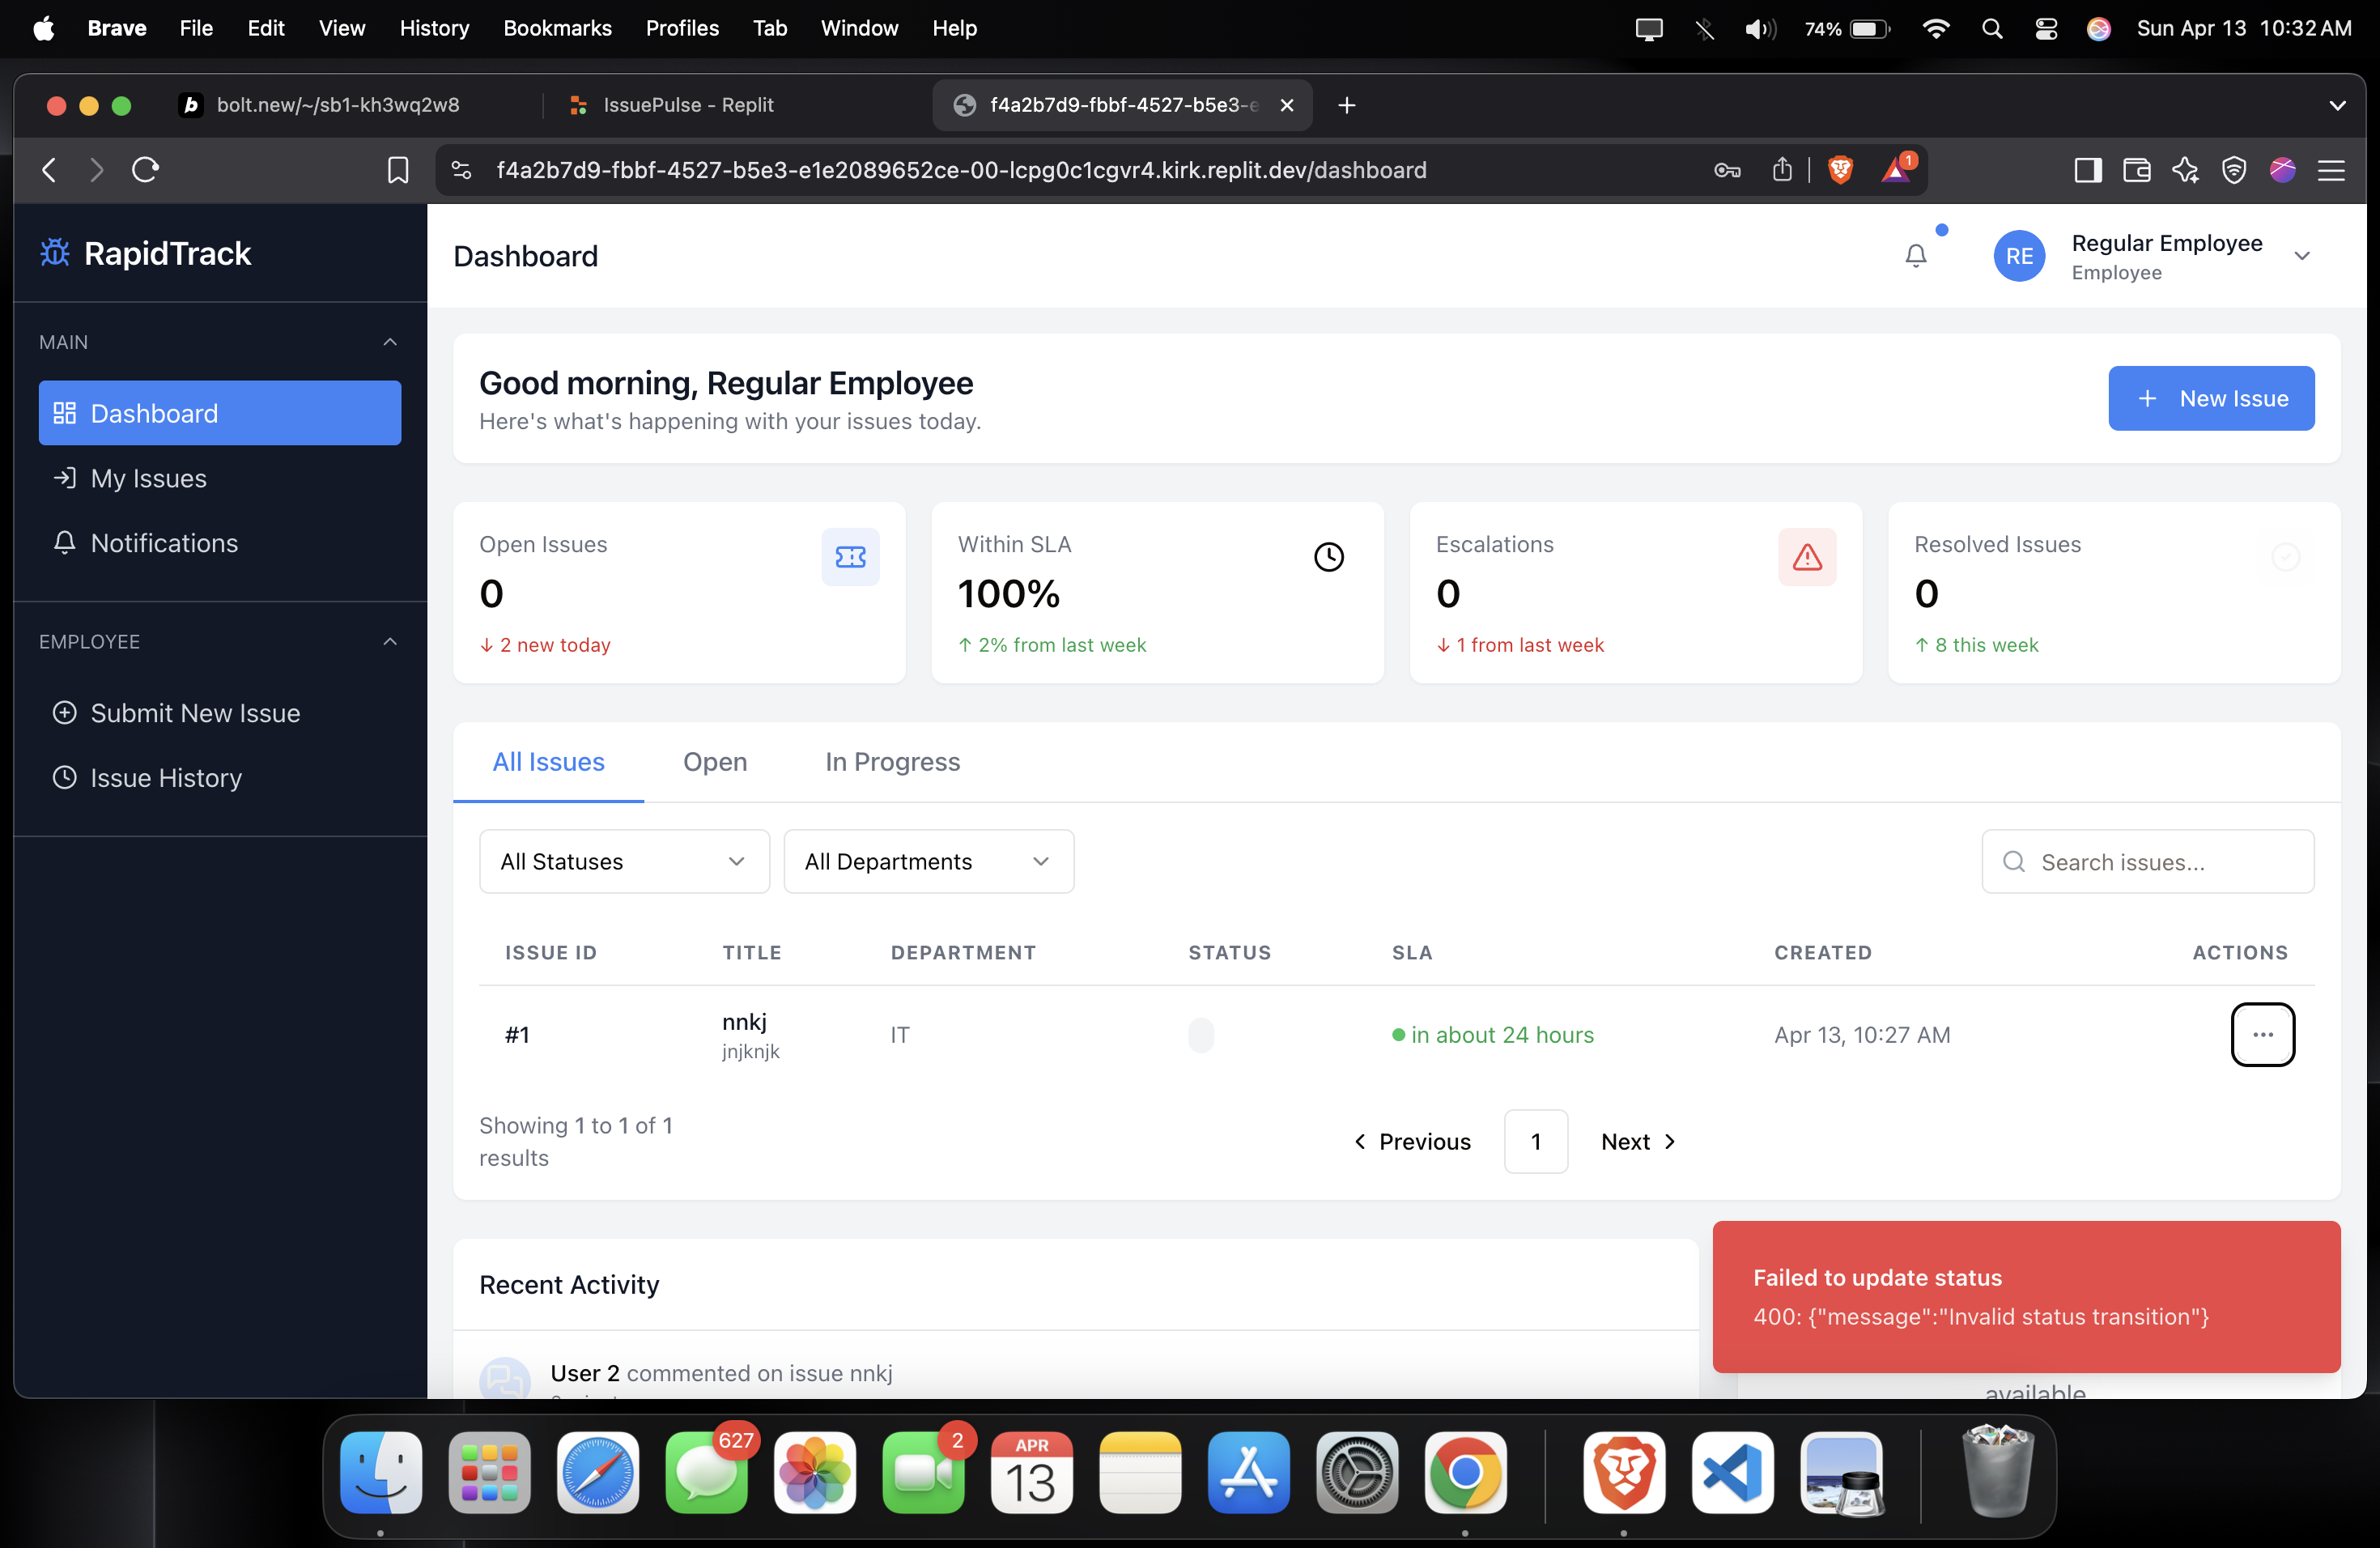 Brave File Edit View History Bookmarks Profiles Tab Window Help 74% Sun Apr 13 10:32 AM
bolt.new/~/sb1-kh3wq2w8 IssuePulse - Replit f4a2b7d9-fbbf-4527-b5e3-e
f4a2b7d9-fbbf-4527-b5e3-e1e2089652ce-00-lcpg0c1cgvr4.kirk.replit.dev/dashboard 1
RapidTrack
MAIN
Dashboard
My Issues
Notifications
EMPLOYEE
Submit New Issue
Issue History
Dashboard
RE
Regular Employee
Employee
Good morning, Regular Employee
Here's what's happening with your issues today.
New Issue
Open Issues
0
2 new today
Within SLA
100%
2% from last week
Escalations
0
1 from last week
Resolved Issues
0
8 this week
All Issues Open In Progress
All Statuses All Departments Search issues...
ISSUE ID TITLE DEPARTMENT STATUS SLA CREATED ACTIONS
#1 nnkj IT in about 24 hours Apr 13, 10:27 AM
jnjknjk
Showing 1 to 1 of 1
results
Previous 1 Next
Recent Activity
User 2 commented on issue nnkj
Failed to update status
400: {"message":"Invalid status transition"}
available
627
2
APR
13